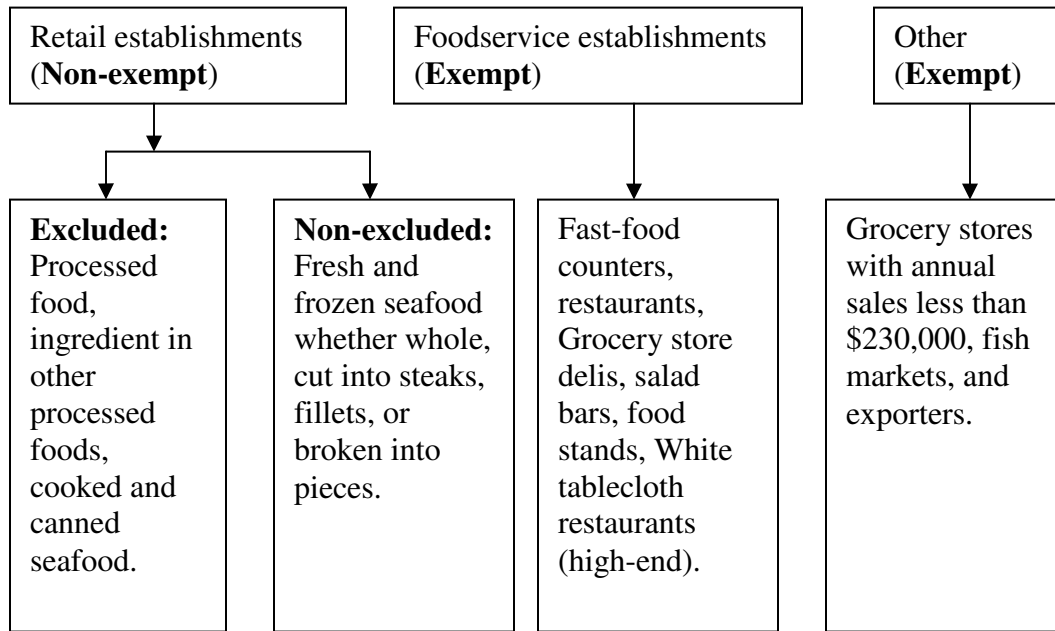 Retail establishments
(Non-exempt)
Foodservice establishments
(Exempt)
Other
(Exempt)
Excluded:
Processed
food,
ingredient in
other
processed
foods,
cooked and
canned
seafood.
Non-excluded:
Fresh and
frozen seafood
whether whole,
cut into steaks,
fillets, or
broken into
pieces.
Fast-food
counters,
restaurants,
Grocery store
delis, salad
bars, food
stands, White
tablecloth
restaurants
(high-end).
Grocery stores
with annual
sales less than
$230,000, fish
markets, and
exporters.